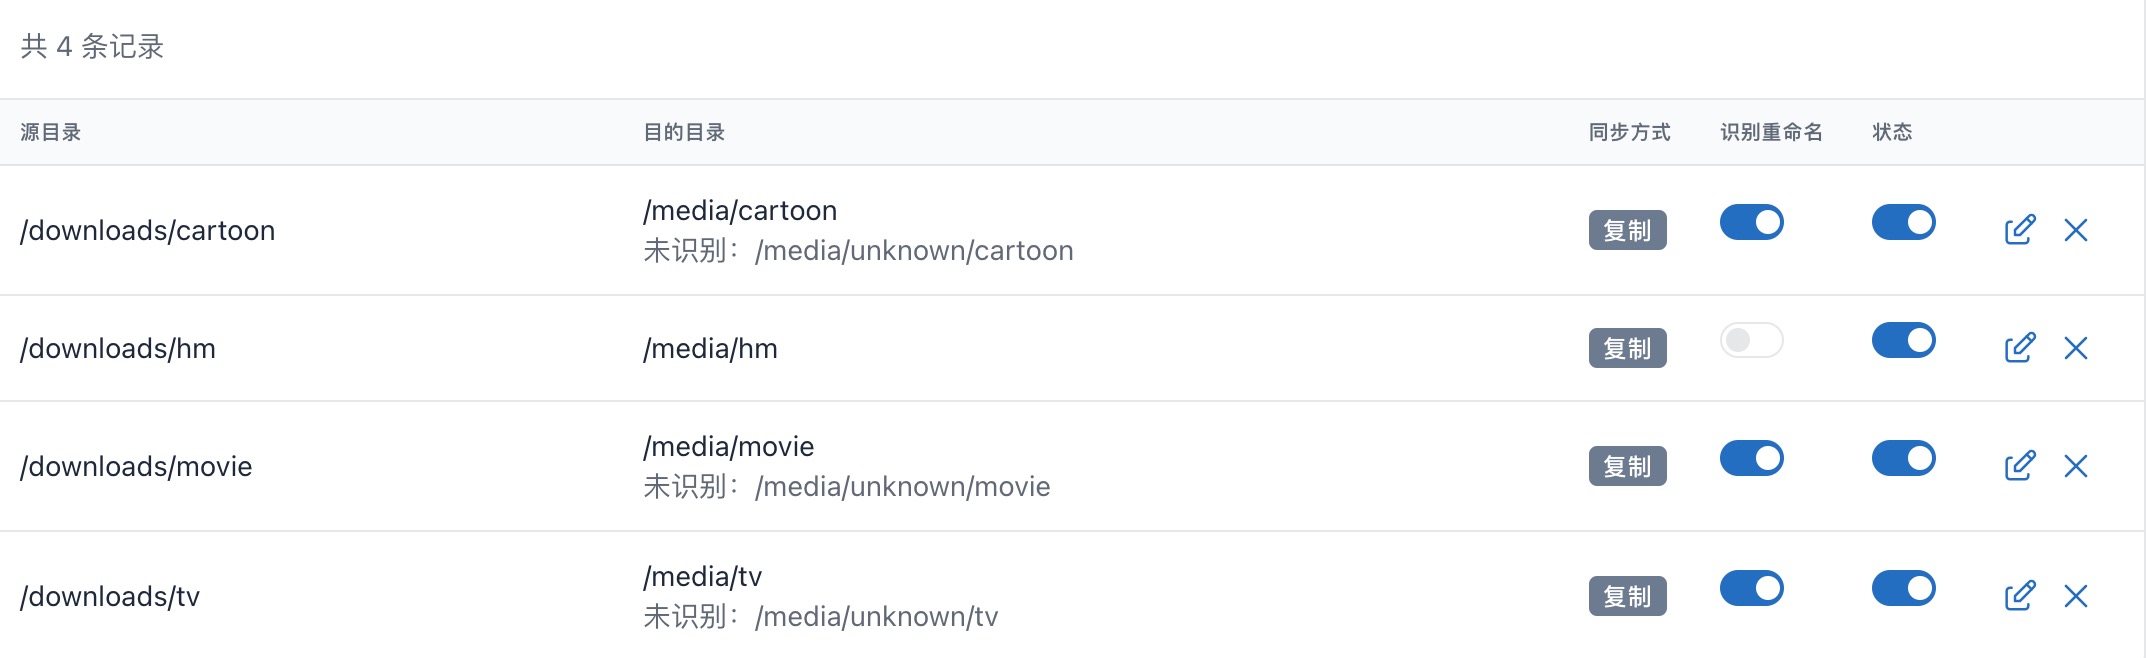 共 4 条记录
源目录 目的目录 同步方式 识别重命名 状态
/downloads/cartoon /media/cartoon 复制
未识别：/media/unknown/cartoon
/downloads/hm /media/hm 复制
/downloads/movie /media/movie 复制
未识别：/media/unknown/movie
/downloads/tv /media/tv 复制
未识别：/media/unknown/tv